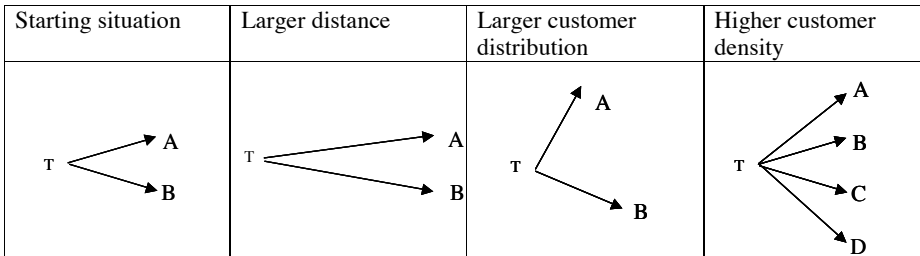 Starting situation
Larger distance
Larger customer
distribution
Higher customer
density
T
A
B
T
A
B
T
A
B
T
A
B
C
D